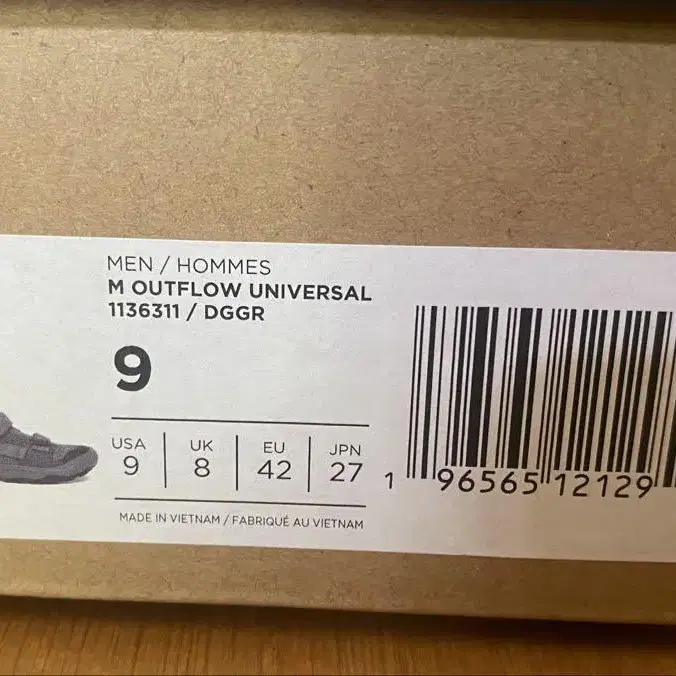 MEN / HOMMES
M OUTFLOW UNIVERSAL
1136311 / DGGR
9
USA UK EU JPN
9 8 42 27
MADE IN VIETNAM / FABRIQUÉ AU VIETNAM
1 96565 12129